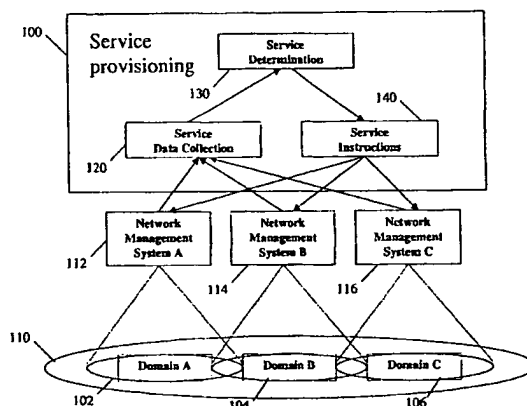 100
Service
provisioning
Service
Determination
130
140
Service
Data Collection
Service
Instructions
120
Network
Management
System A
Network
Management
System B
Network
Management
System C
112
114
116
110
Domain A
Domain B
Domain C
102
104
106